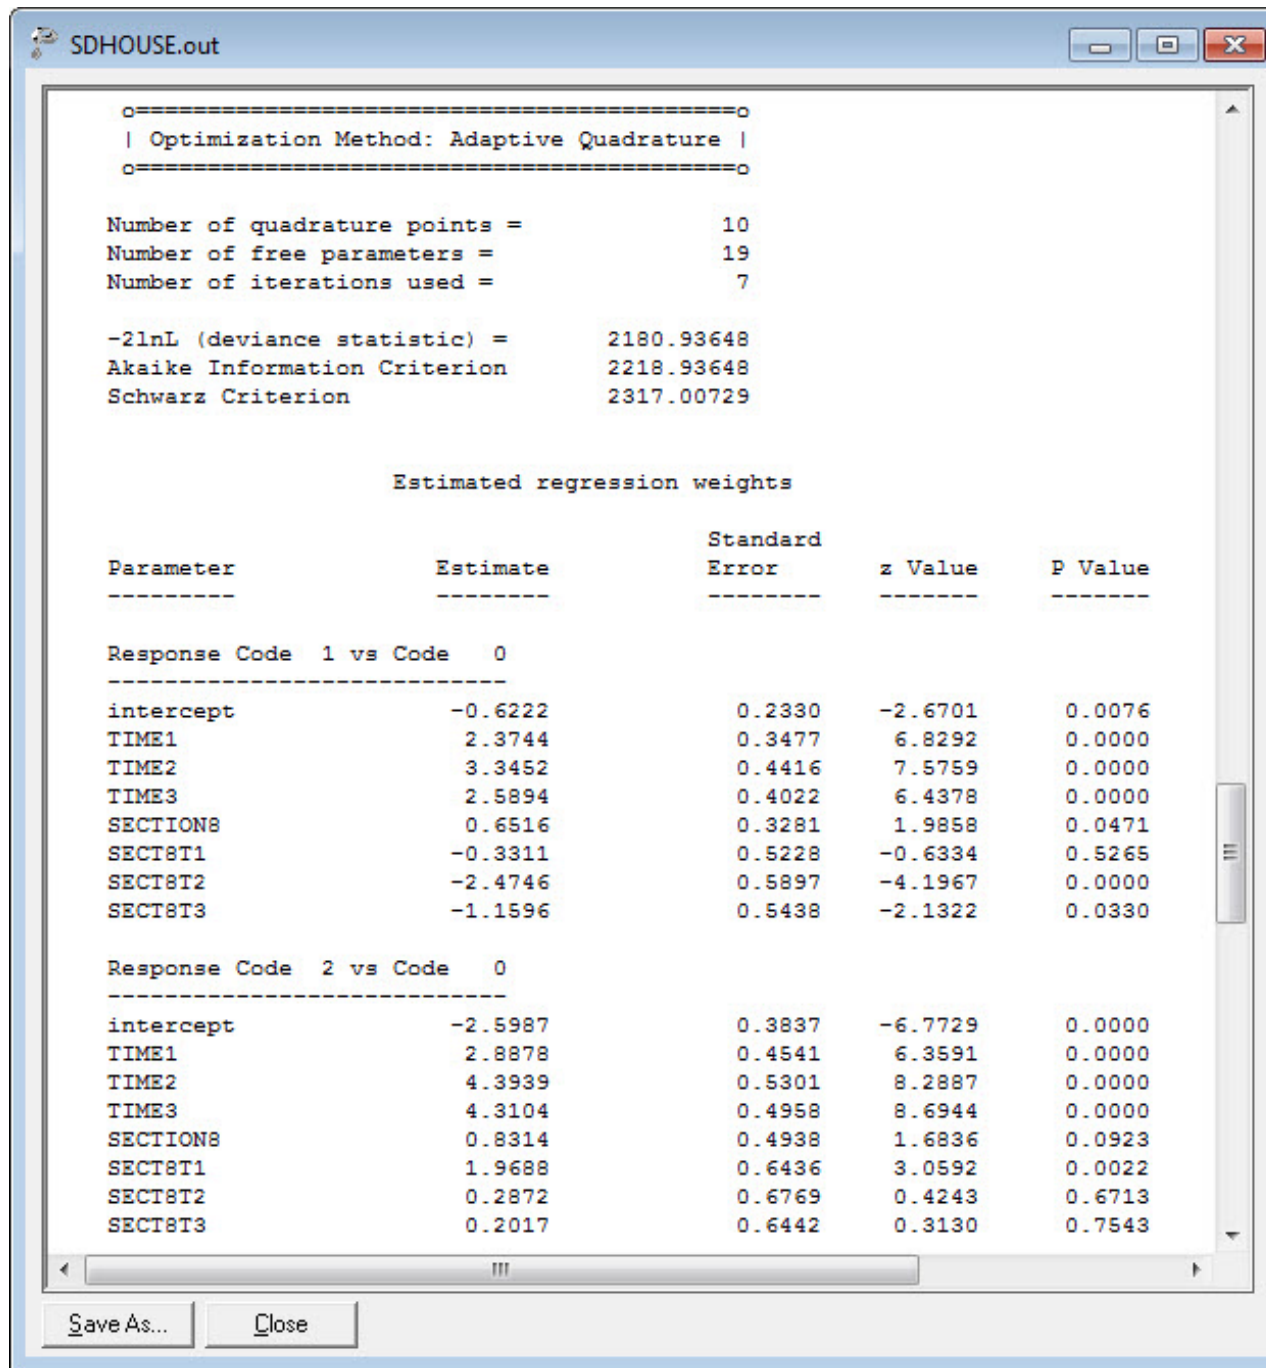 SDHOUSE.out
o==========================================o
| Optimization Method: Adaptive Quadrature |
o==========================================o
Number of quadrature points = 10
Number of free parameters = 19
Number of iterations used = 7
-2lnL (deviance statistic) = 2180.93648
Akaike Information Criterion 2218.93648
Schwarz Criterion 2317.00729
Estimated regression weights
Standard
Parameter Estimate Error z Value P Value
--------- -------- -------- ------- -------
Response Code 1 vs Code 0
----------------------------
intercept -0.6222 0.2330 -2.6701 0.0076
TIME1 2.3744 0.3477 6.8292 0.0000
TIME2 3.3452 0.4416 7.5759 0.0000
TIME3 2.5894 0.4022 6.4378 0.0000
SECTION8 0.6516 0.3281 1.9858 0.0471
SECT8T1 -0.3311 0.5228 -0.6334 0.5265
SECT8T2 -2.4746 0.5897 -4.1967 0.0000
SECT8T3 -1.1596 0.5438 -2.1322 0.0330
Response Code 2 vs Code 0
----------------------------
intercept -2.5987 0.3837 -6.7729 0.0000
TIME1 2.8878 0.4541 6.3591 0.0000
TIME2 4.3939 0.5301 8.2887 0.0000
TIME3 4.3104 0.4958 8.6944 0.0000
SECTION8 0.8314 0.4938 1.6836 0.0923
SECT8T1 1.9688 0.6436 3.0592 0.0022
SECT8T2 0.2872 0.6769 0.4243 0.6713
SECT8T3 0.2017 0.6442 0.3130 0.7543
Save As... Close